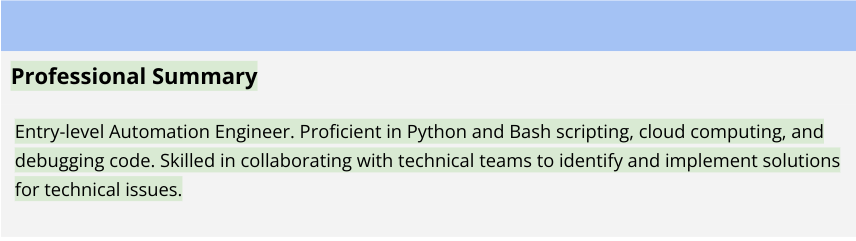 Professional Summary
Entry-level Automation Engineer. Proficient in Python and Bash scripting, cloud computing, and
debugging code. Skilled in collaborating with technical teams to identify and implement solutions
for technical issues.